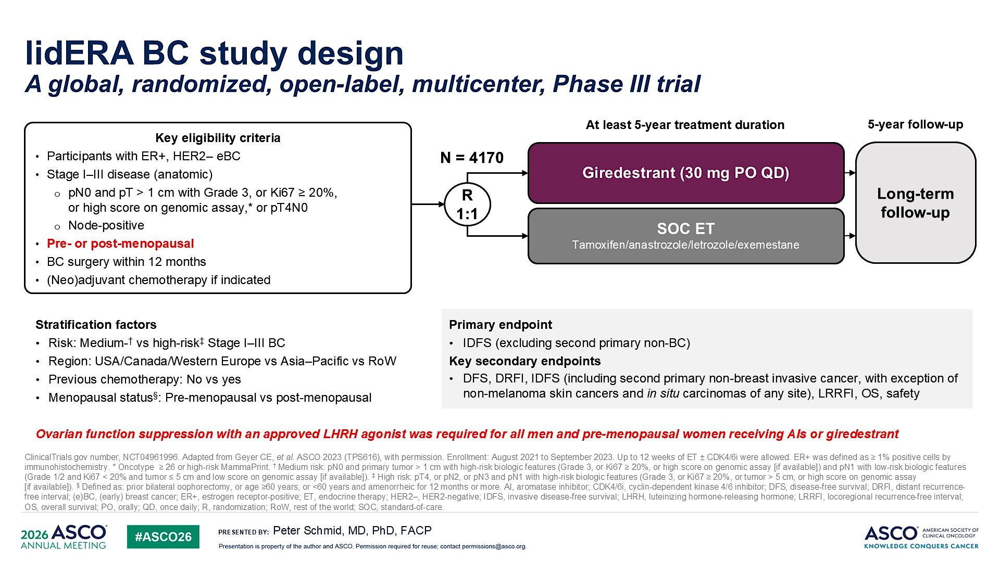 lidERA BC study design
A global, randomized, open-label, multicenter, Phase III trial
Key eligibility criteria
• Participants with ER+, HER2– eBC
• Stage I–III disease (anatomic)
o pN0 and pT > 1 cm with Grade 3, or Ki67 ≥ 20%,
or high score on genomic assay,* or pT4N0
o Node-positive
• Pre- or post-menopausal
• BC surgery within 12 months
• (Neo)adjuvant chemotherapy if indicated
N = 4170
R
1:1
At least 5-year treatment duration
Giredestrant (30 mg PO QD)
SOC ET
Tamoxifen/anastrozole/letrozole/exemestane
5-year follow-up
Long-term
follow-up
Stratification factors
• Risk: Medium-† vs high-risk‡ Stage I–III BC
• Region: USA/Canada/Western Europe vs Asia–Pacific vs RoW
• Previous chemotherapy: No vs yes
• Menopausal status§: Pre-menopausal vs post-menopausal
Primary endpoint
• IDFS (excluding second primary non-BC)
Key secondary endpoints
• DFS, DRFI, IDFS (including second primary non-breast invasive cancer, with exception of
non-melanoma skin cancers and in situ carcinomas of any site), LRRFI, OS, safety
Ovarian function suppression with an approved LHRH agonist was required for all men and pre-menopausal women receiving AIs or giredestrant
ClinicalTrials.gov number, NCT04961996. Adapted from Geyer CE, et al. ASCO 2023 (TPS616), with permission. Enrollment: August 2021 to September 2023. Up to 12 weeks of ET ± CDK4/6i were allowed. ER+ was defined as ≥ 1% positive cells by
immunohistochemistry. * Oncotype ≥ 26 or high-risk MammaPrint. † Medium risk: pN0 and primary tumor > 1 cm with high-risk biologic features (Grade 3, or Ki67 ≥ 20%, or high score on genomic assay [if available]) and pN1 with low-risk biologic features
(Grade 1/2 and Ki67 < 20% and tumor ≤ 5 cm and low score on genomic assay [if available]). ‡ High risk: pT4, or pN2, or pN3 and pN1 with high-risk biologic features (Grade 3, or Ki67 ≥ 20%, or tumor > 5 cm, or high score on genomic assay
[if available]). § Defined as: prior bilateral oophorectomy, or age ≥60 years, or <60 years and amenorrheic for 12 months or more. AI, aromatase inhibitor; CDK4/6i, cyclin-dependent kinase 4/6 inhibitor; DFS, disease-free survival; DRFI, distant recurrence-
free interval; (e)BC, (early) breast cancer; ER+, estrogen receptor-positive; ET, endocrine therapy; HER2–, HER2-negative; IDFS, invasive disease-free survival; LHRH, luteinizing hormone-releasing hormone; LRRFI, locoregional recurrence-free interval;
OS, overall survival; PO, orally; QD, once daily; R, randomization; RoW, rest of the world; SOC, standard-of-care.
2026 ASCO®
ANNUAL MEETING
#ASCO26
PRESENTED BY: Peter Schmid, MD, PhD, FACP
Presentation is property of the author and ASCO. Permission required for reuse; contact permissions@asco.org.
ASCO® AMERICAN SOCIETY OF
CLINICAL ONCOLOGY
KNOWLEDGE CONQUERS CANCER